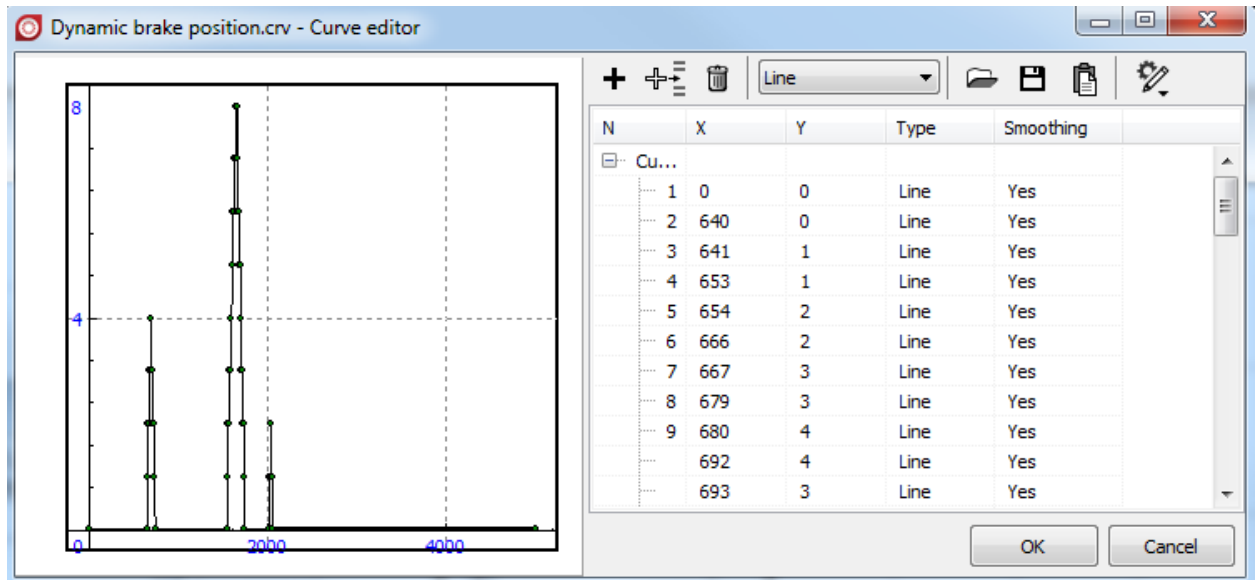 Dynamic brake position.crv - Curve editor
Line
8
4
0 2000 4000
N X Y Type Smoothing
Cu...
1 0 0 Line Yes
2 640 0 Line Yes
3 641 1 Line Yes
4 653 1 Line Yes
5 654 2 Line Yes
6 666 2 Line Yes
7 667 3 Line Yes
8 679 3 Line Yes
9 680 4 Line Yes
692 4 Line Yes
693 3 Line Yes
OK Cancel